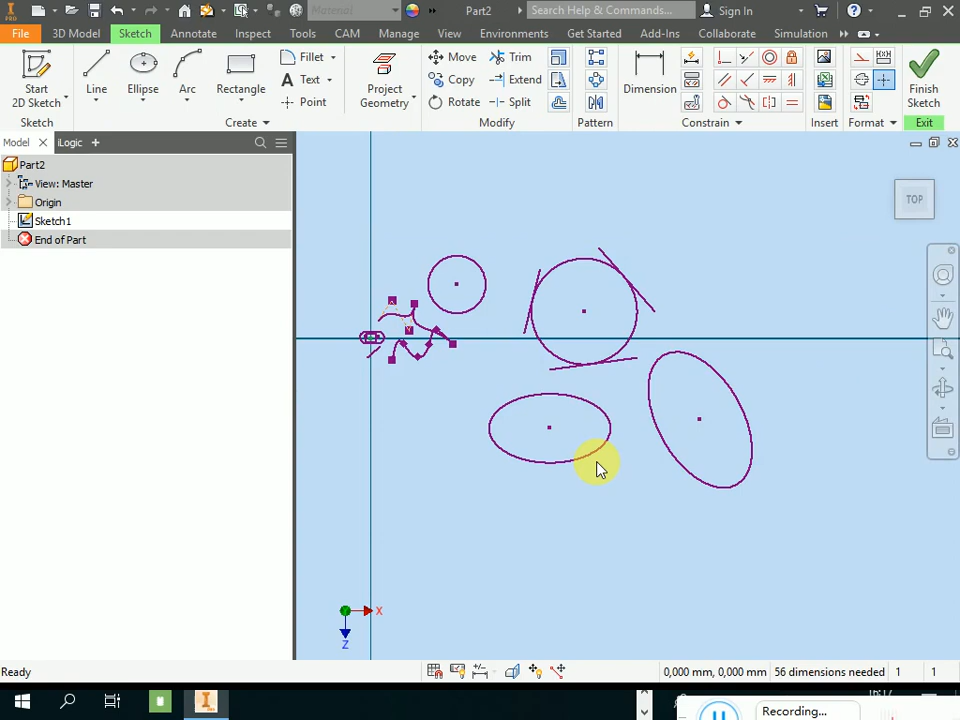 PRO
Material
Part2
Search Help & Commands...
Sign In
File
3D Model
Sketch
Annotate
Inspect
Tools
CAM
Manage
View
Environments
Get Started
Add-Ins
Collaborate
Simulation
Start
2D Sketch
Line
Ellipse
Arc
Rectangle
Fillet
Text
Point
Project
Geometry
Move
Copy
Rotate
Trim
Extend
Split
Dimension
Finish
Sketch
Sketch
Create
Modify
Pattern
Constrain
Insert
Format
Exit
Model
iLogic
Part2
View: Master
Origin
Sketch1
End of Part
TOP
X
Z
Ready
0,000 mm, 0,000 mm
56 dimensions needed
1
1
Recording...